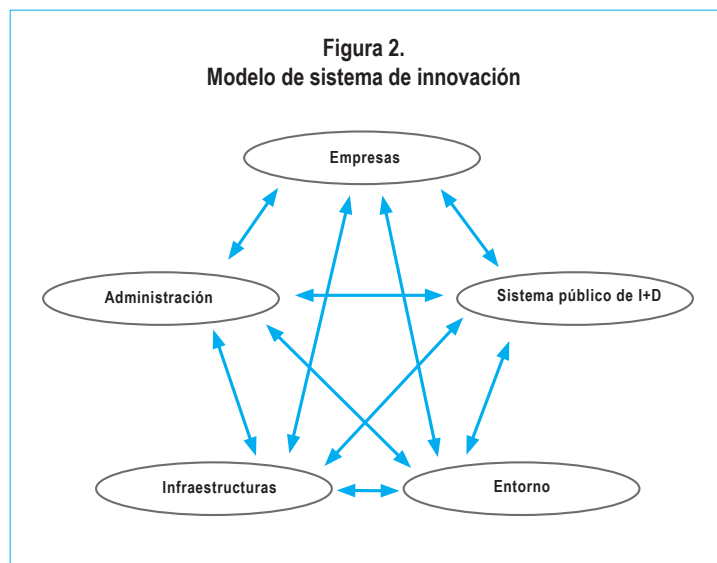 Figura 2.
Modelo de sistema de innovación
Empresas
Administración
Sistema público de I+D
Infraestructuras
Entorno